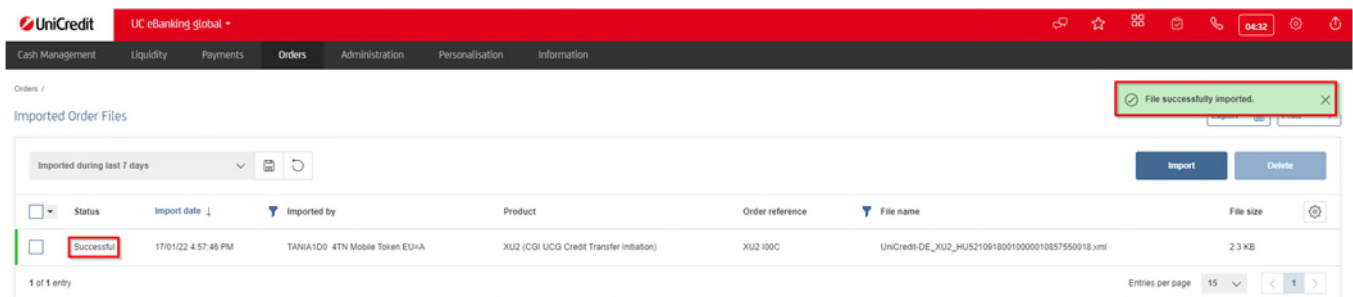 UniCredit UC eBanking global 04:32
Cash Management Liquidity Payments Orders Administration Personalisation Information
Orders /
File successfully imported.
Imported Order Files
Imported during last 7 days Import Delete
Status Import date ↓ Imported by Product Order reference File name File size
Successful 17/01/22 4:57:46 PM TANIA1D0 4TN Mobile Token EU=A XU2 (CGI UCG Credit Transfer Initiation) XU2 I00C UniCredit-DE_XU2_HU52109180010000010857550018.xml 2.3 KB
1 of 1 entry Entries per page 15 < 1 >